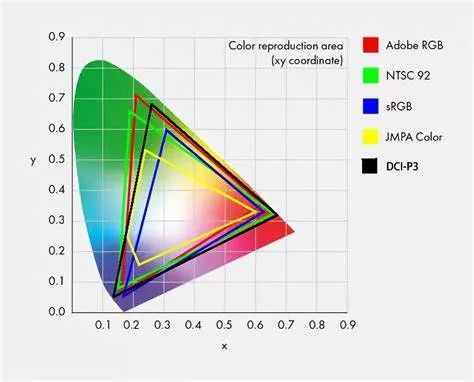 Color reproduction area
(xy coordinate)
0.9
0.8
0.7
0.6
0.5
0.4
0.3
0.2
0.1
0.0
y
0.1 0.2 0.3 0.4 0.5 0.6 0.7 0.8 0.9
x
Adobe RGB
NTSC 92
sRGB
JMPA Color
DCI-P3